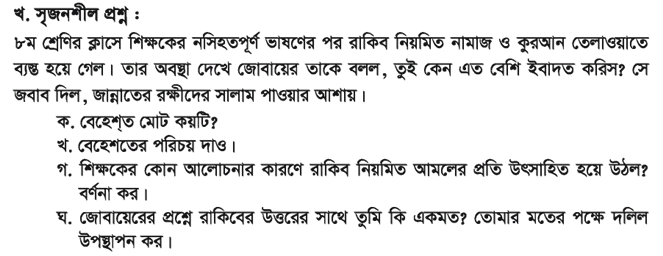 খ. সৃজনশীল প্রশ্ন :
৮ম শ্রেণির ক্লাসে শিক্ষকের নসিহতপূর্ণ ভাষণের পর রাকিব নিয়মিত নামাজ ও কুরআন তেলাওয়াতে
ব্যস্ত হয়ে গেল। তার অবস্থা দেখে জোবায়ের তাকে বলল, তুই কেন এত বেশি ইবাদত করিস? সে
জবাব দিল, জান্নাতের রক্ষীদের সালাম পাওয়ার আশায়।
ক. বেহেশ্ত মোট কয়টি?
খ. বেহেশতের পরিচয় দাও।
গ. শিক্ষকের কোন আলোচনার কারণে রাকিব নিয়মিত আমলের প্রতি উৎসাহিত হয়ে উঠল?
বর্ণনা কর।
ঘ. জোবায়েরের প্রশ্নে রাকিবের উত্তরের সাথে তুমি কি একমত? তোমার মতের পক্ষে দলিল
উপস্থাপন কর।